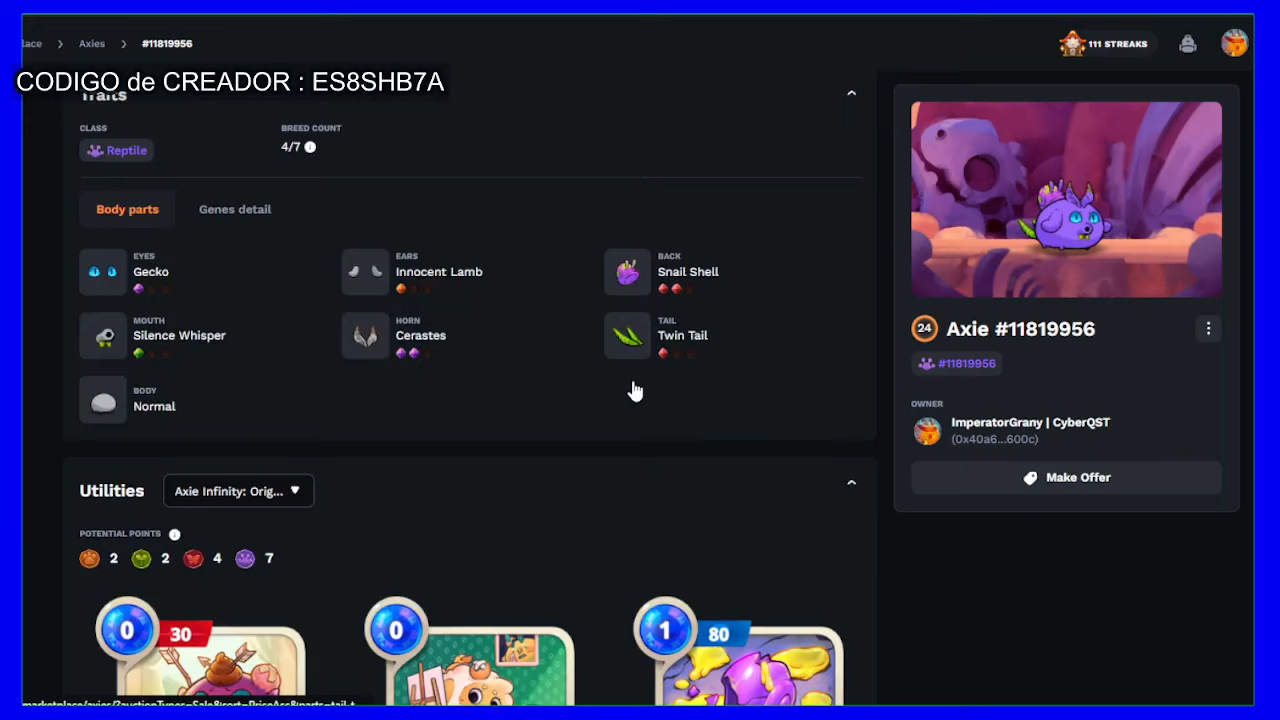 lace > Axies > #11819956
111 STREAKS
CODIGO de CREADOR : ES8SHB7A
Traits
CLASS
BREED COUNT
Reptile
4/7
Body parts
Genes detail
EYES
Gecko
EARS
Innocent Lamb
BACK
Snail Shell
MOUTH
Silence Whisper
HORN
Cerastes
TAIL
Twin Tail
BODY
Normal
24
Axie #11819956
#11819956
OWNER
ImperatorGrany | CyberQST
(0x40a6...600c)
Make Offer
Utilities
Axie Infinity: Orig...
POTENTIAL POINTS
2 2 4 7
0 30
0
1 80